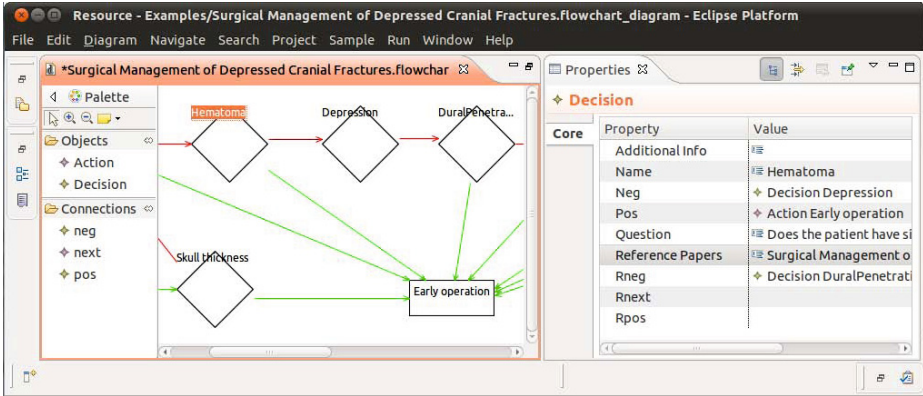 Resource - Examples/Surgical Management of Depressed Cranial Fractures.flowchart_diagram - Eclipse Platform
File Edit Diagram Navigate Search Project Sample Run Window Help
*Surgical Management of Depressed Cranial Fractures.flowchar
Palette
Objects
Action
Decision
Connections
neg
next
pos
Hematoma
Depression
DuralPenetra...
Skull thickness
Early operation
Properties
Decision
Core
Property Value
Additional Info
Name Hematoma
Neg Decision Depression
Pos Action Early operation
Question Does the patient have si
Reference Papers Surgical Management o
Rneg Decision DuralPenetrati
Rnext
Rpos